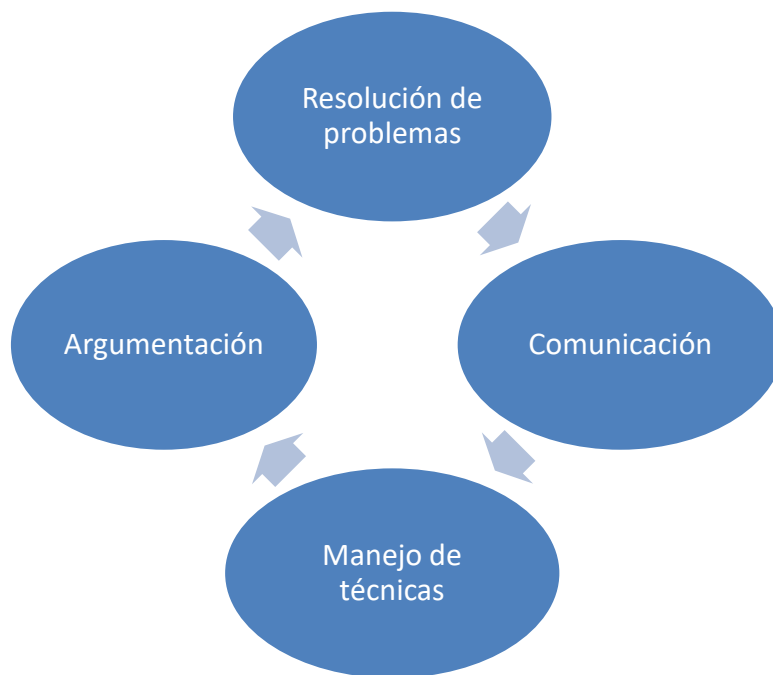 Resolución de
problemas
Comunicación
Manejo de
técnicas
Argumentación